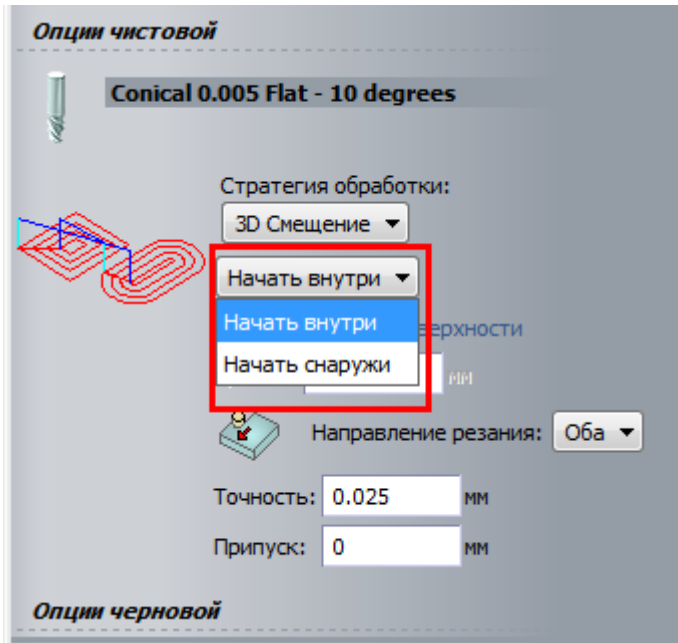 Опции чистовой
Conical 0.005 Flat - 10 degrees
Стратегия обработки:
3D Смещение
Начать внутри
Начать внутри
Начать снаружи
мм
Направление резания: Оба
Точность: 0.025 мм
Припуск: 0 мм
Опции черновой